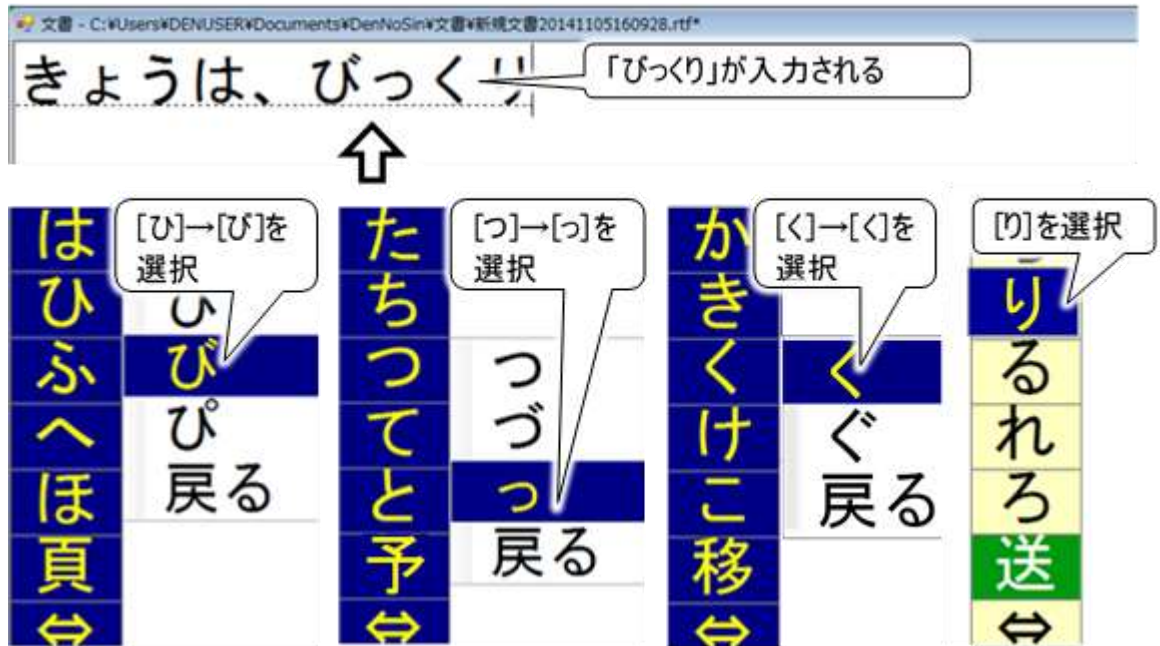 文書 - C:¥Users¥DENUSER¥Documents¥DenNoSin¥文書¥新規文書20141105160928.rtf*
きょうは、びっくり
「びっくり」が入力される
[ひ]→[び]を
選択
は
ひ
ふ
へ
ほ
頁
⇔
ひ
び
ぴ
戻る
[つ]→[っ]を
選択
た
ち
つ
て
と
予
⇔
つ
づ
っ
戻る
[く]→[く]を
選択
か
き
く
け
こ
移
⇔
く
ぐ
戻る
[り]を選択
り
る
れ
ろ
送
⇔